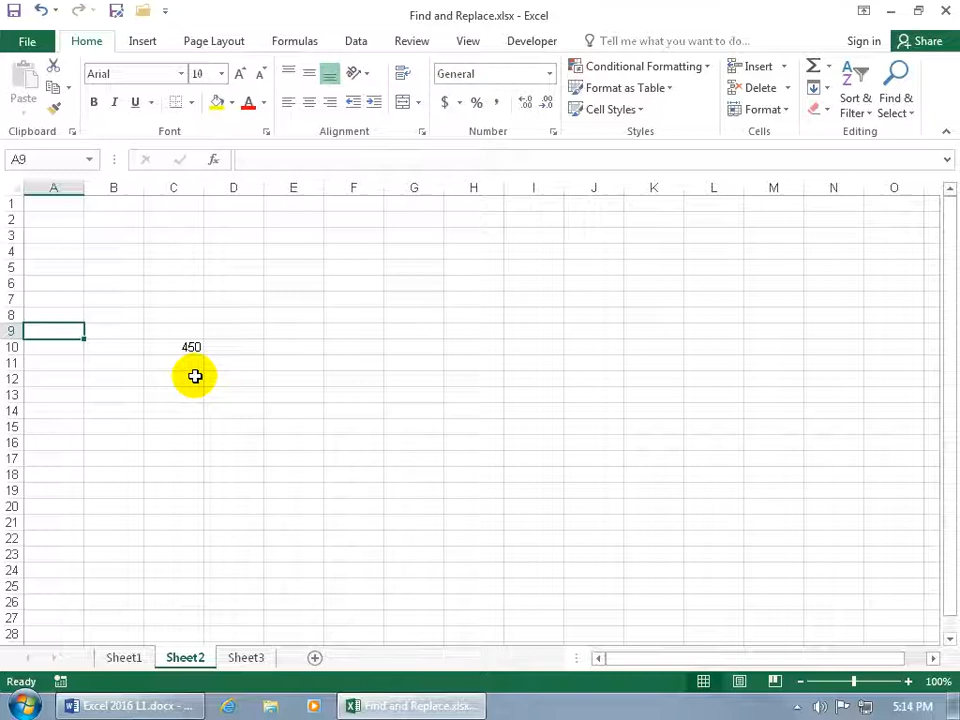 Find and Replace.xlsx - Excel
File Home Insert Page Layout Formulas Data Review View Developer Tell me what you want to do... Sign in Share
Paste
Arial 10
B I U A
General
$ % ,
Conditional Formatting
Format as Table
Cell Styles
Insert
Delete
Format
Sort & Filter
Find & Select
Clipboard Font Alignment Number Styles Cells Editing
A9 fx
A B C D E F G H I J K L M N O
1
2
3
4
5
6
7
8
9
10 450
11
12
13
14
15
16
17
18
19
20
21
22
23
24
25
26
27
28
Sheet1 Sheet2 Sheet3
Ready 100%
Excel 2016 L1.docx - ... Find and Replace.xlsx... 5:14 PM